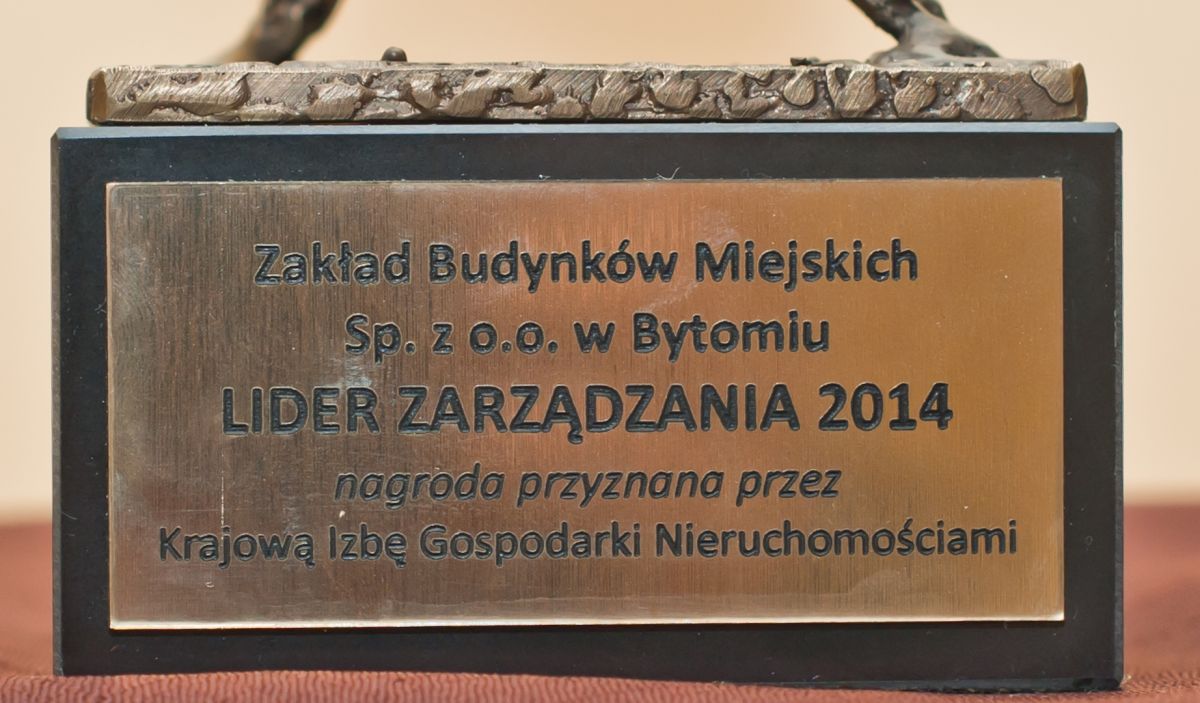 Zakład Budynków Miejskich
Sp. z o.o. w Bytomiu
LIDER ZARZĄDZANIA 2014
nagroda przyznana przez
Krajową Izbę Gospodarki Nieruchomościami